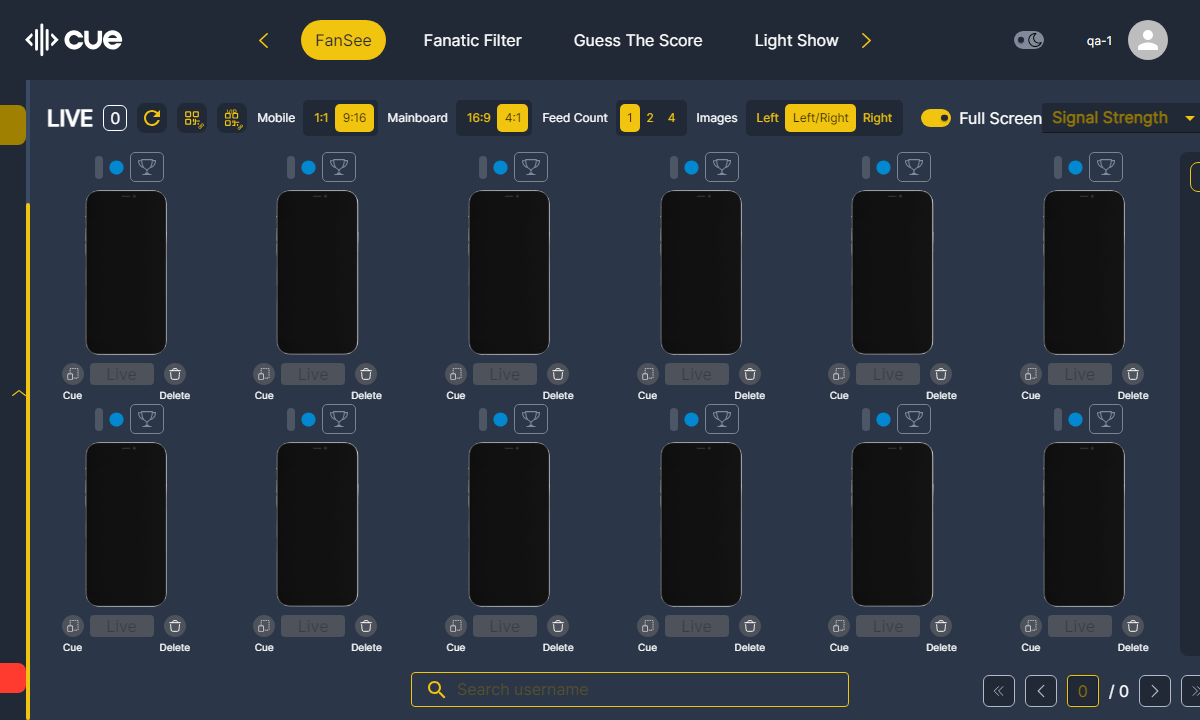 cue FanSee Fanatic Filter Guess The Score Light Show qa-1
LIVE 0 Mobile 1:1 9:16 Mainboard 16:9 4:1 Feed Count 1 2 4 Images Left Left/Right Right Full Screen Signal Strength
Live Live Live Live Live Live
Cue Delete Cue Delete Cue Delete Cue Delete Cue Delete Cue Delete
Live Live Live Live Live Live
Cue Delete Cue Delete Cue Delete Cue Delete Cue Delete Cue Delete
Search username 0 / 0